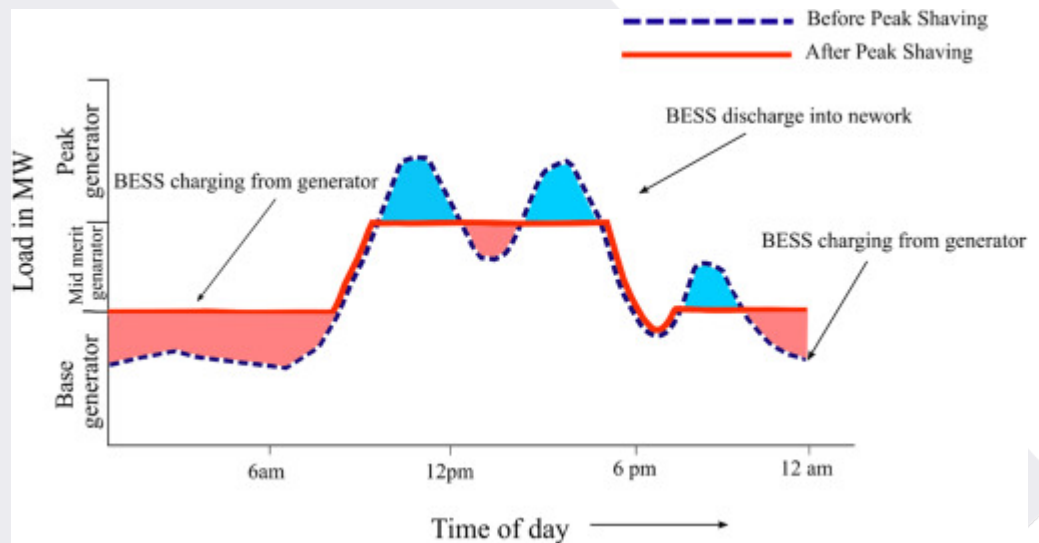 Before Peak Shaving
After Peak Shaving
BESS discharge into nework
BESS charging from generator
BESS charging from generator
Load in MW
Peak
generator
Mid merit
genarator
Base
generator
6am
12pm
6 pm
12 am
Time of day